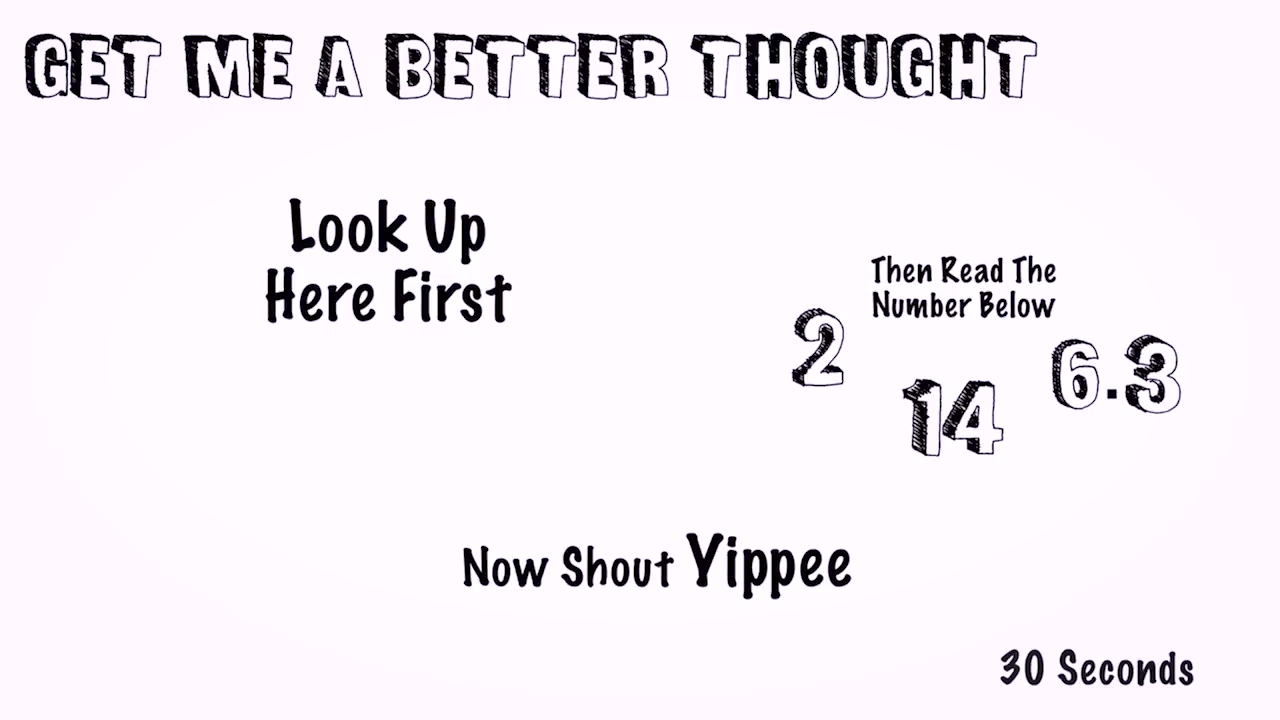 GET ME A BETTER THOUGHT
Look Up
Here First
Then Read The
Number Below
2
14
6.3
Now Shout Yippee
30 Seconds